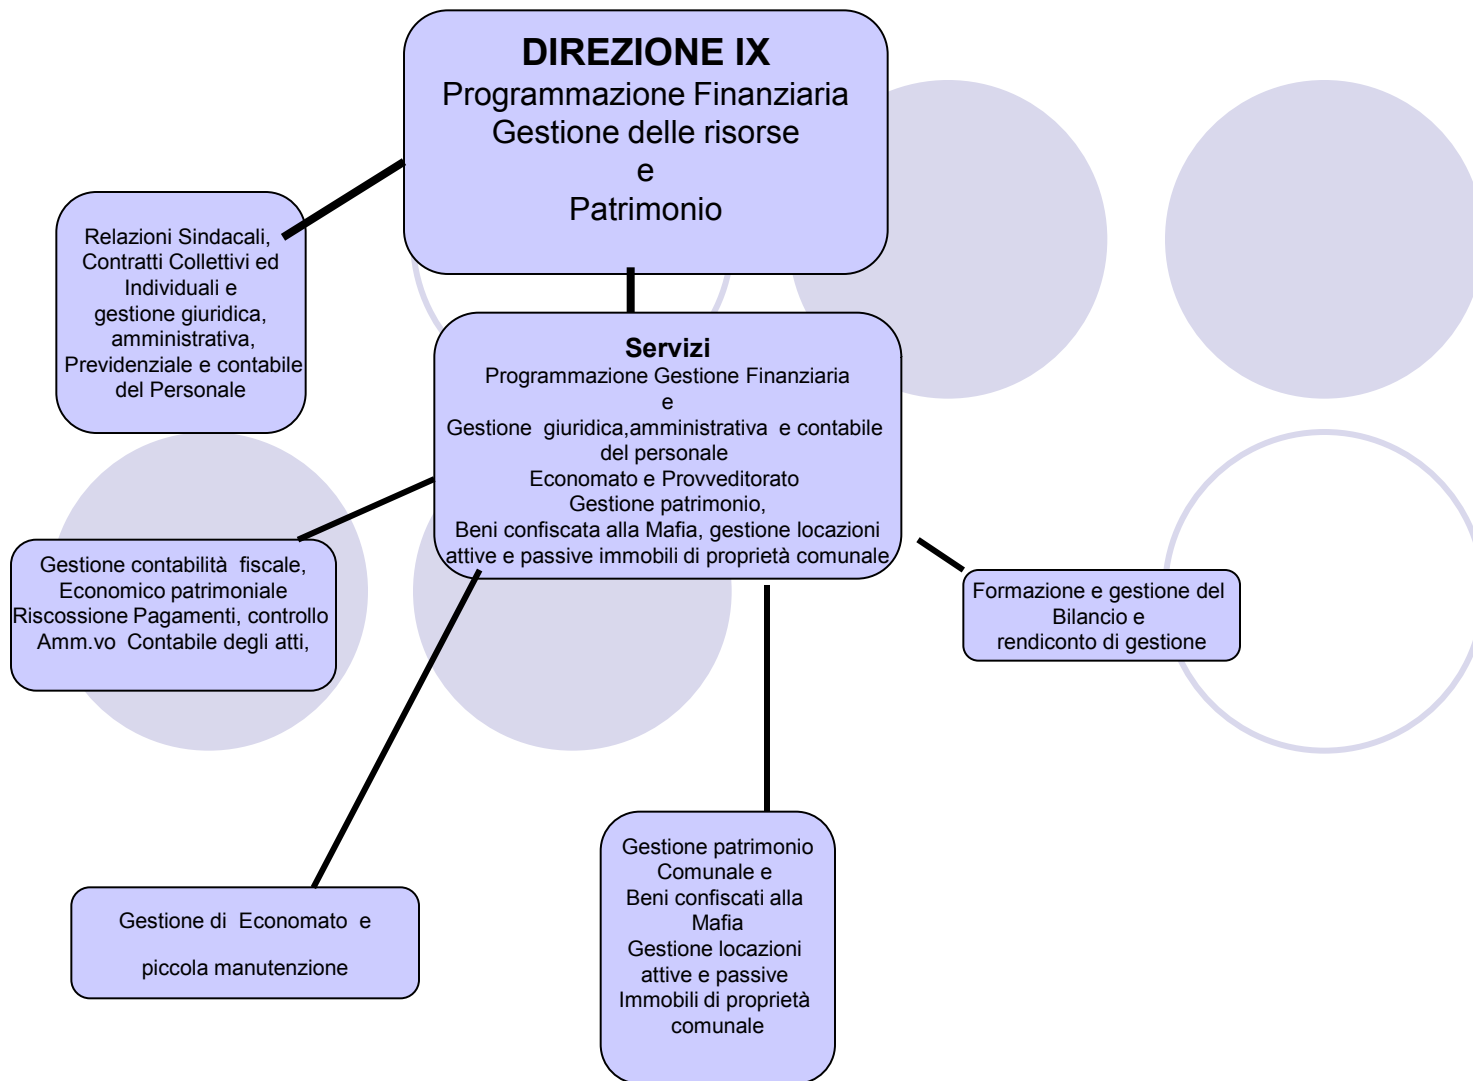 DIREZIONE IX
Programmazione Finanziaria
Gestione delle risorse
e
Patrimonio
Relazioni Sindacali,
Contratti Collettivi ed
Individuali e
gestione giuridica,
amministrativa,
Previdenziale e contabile
del Personale
Servizi
Programmazione Gestione Finanziaria
e
Gestione giuridica,amministrativa e contabile
del personale
Economato e Provveditorato
Gestione patrimonio,
Beni confiscata alla Mafia, gestione locazioni
attive e passive immobili di proprietà comunale
Gestione contabilità fiscale,
Economico patrimoniale
Riscossione Pagamenti, controllo
Amm.vo Contabile degli atti,
Formazione e gestione del
Bilancio e
rendiconto di gestione
Gestione di Economato e
piccola manutenzione
Gestione patrimonio
Comunale e
Beni confiscati alla
Mafia
Gestione locazioni
attive e passive
Immobili di proprietà
comunale